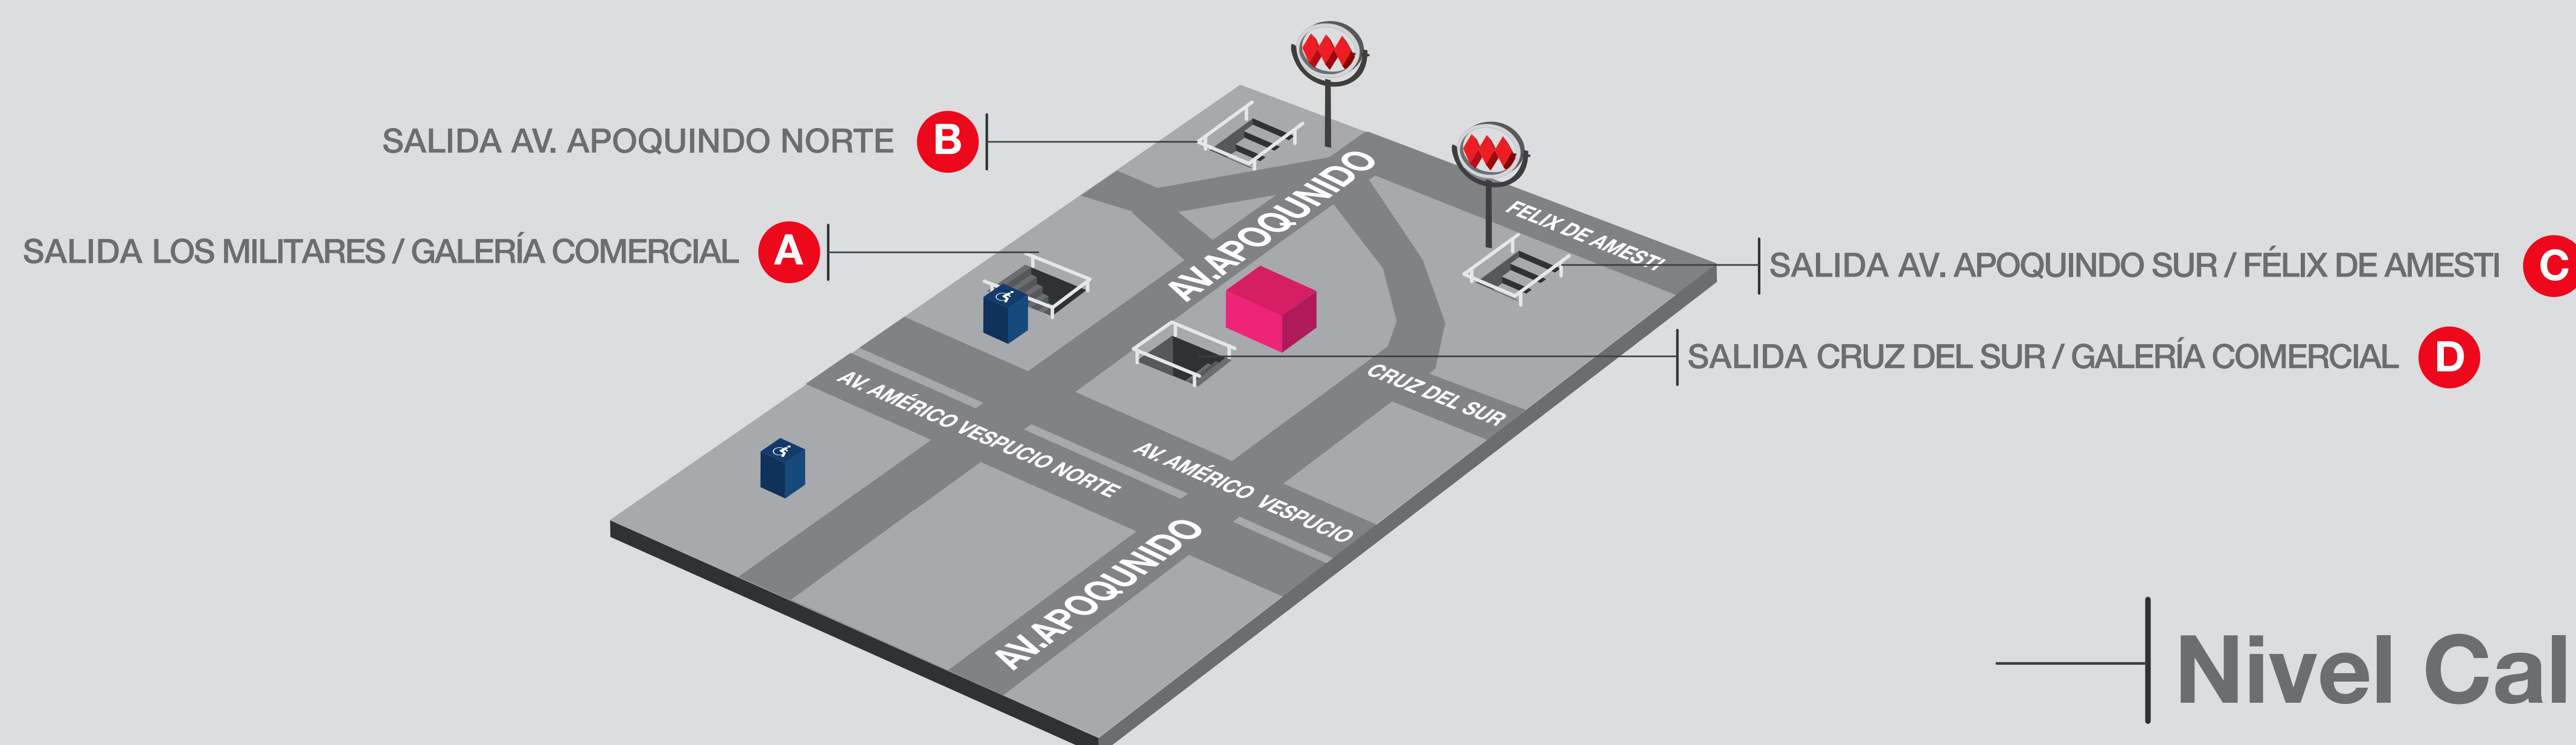 SALIDA AV. APOQUINDO NORTE B
SALIDA LOS MILITARES / GALERÍA COMERCIAL A
AV.APOQUNIDO
FELIX DE AMESTI
SALIDA AV. APOQUINDO SUR / FÉLIX DE AMESTI C
SALIDA CRUZ DEL SUR / GALERÍA COMERCIAL D
CRUZ DEL SUR
AV. AMÉRICO VESPUCIO NORTE
AV. AMÉRICO VESPUCIO
AV.APOQUNIDO
Nivel Cal